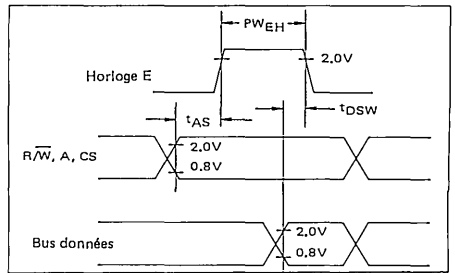 PWEH
2.0V
Horloge E
tDSW
tAS
R/W̅, A, CS
2.0V
0.8V
2.0V
Bus données
0.8V